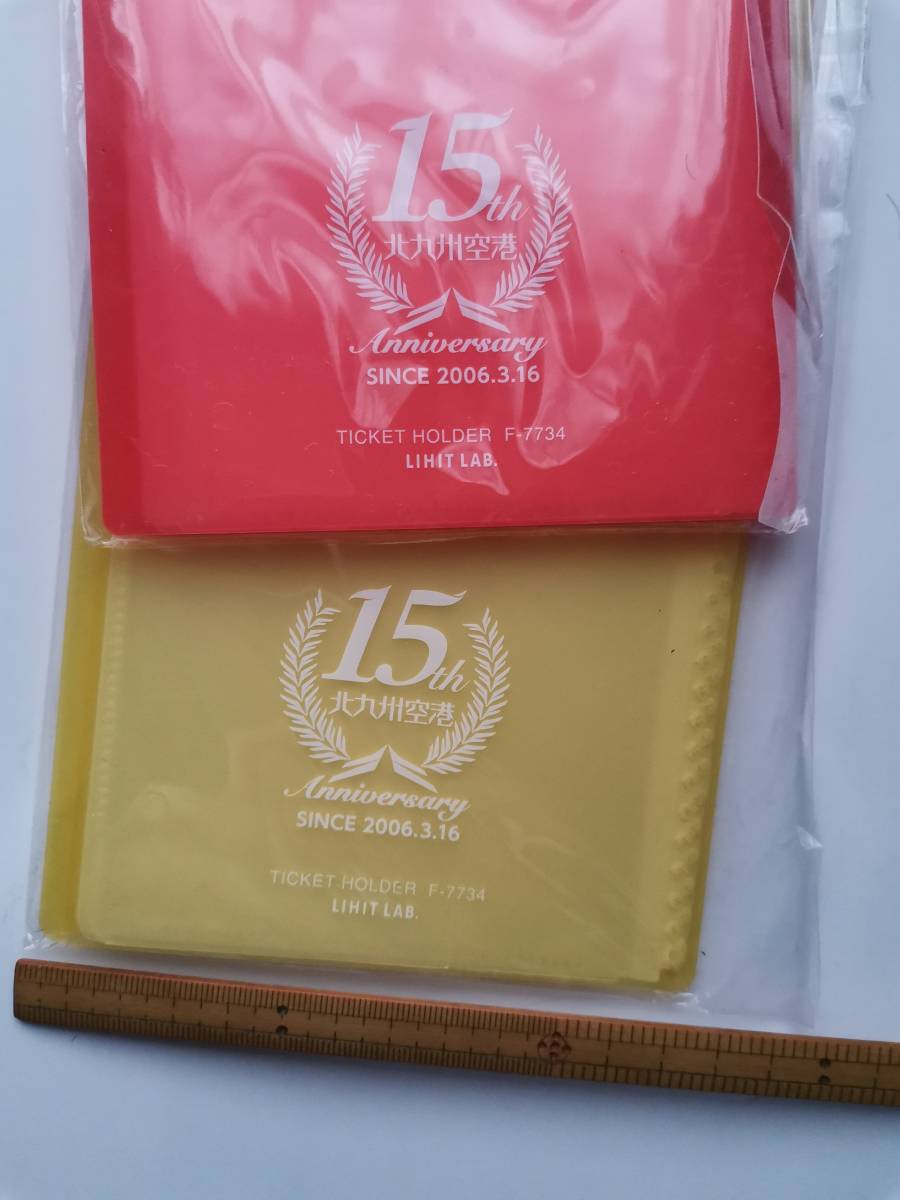 15th
北九州空港
Anniversary
SINCE 2006.3.16
TICKET HOLDER F-7734
LIHIT LAB.
15th
北九州空港
Anniversary
SINCE 2006.3.16
TICKET HOLDER F-7734
LIHIT LAB.